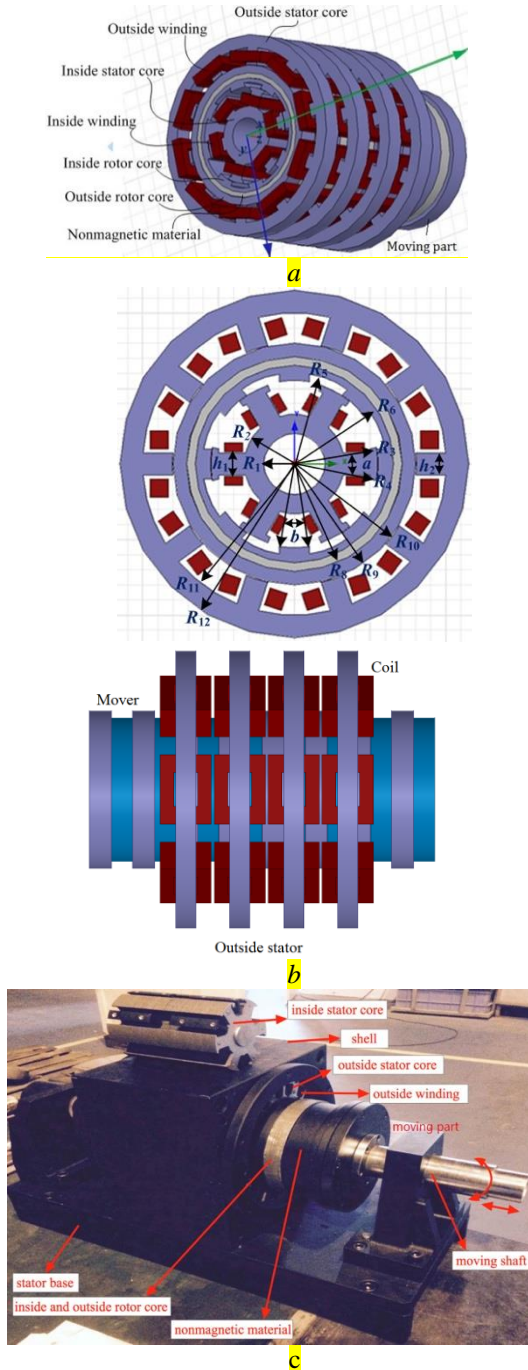 Outside stator core
Outside winding
Inside stator core
Inside winding
Inside rotor core
Outside rotor core
Nonmagnetic material
Moving part
a
R5
R6
R2
R3
h1
R1
a
h2
R4
b
R10
R8
R9
R11
R12
Coil
Mover
Outside stator
b
inside stator core
shell
outside stator core
outside winding
moving part
moving shaft
stator base
inside and outside rotor core
nonmagnetic material
c